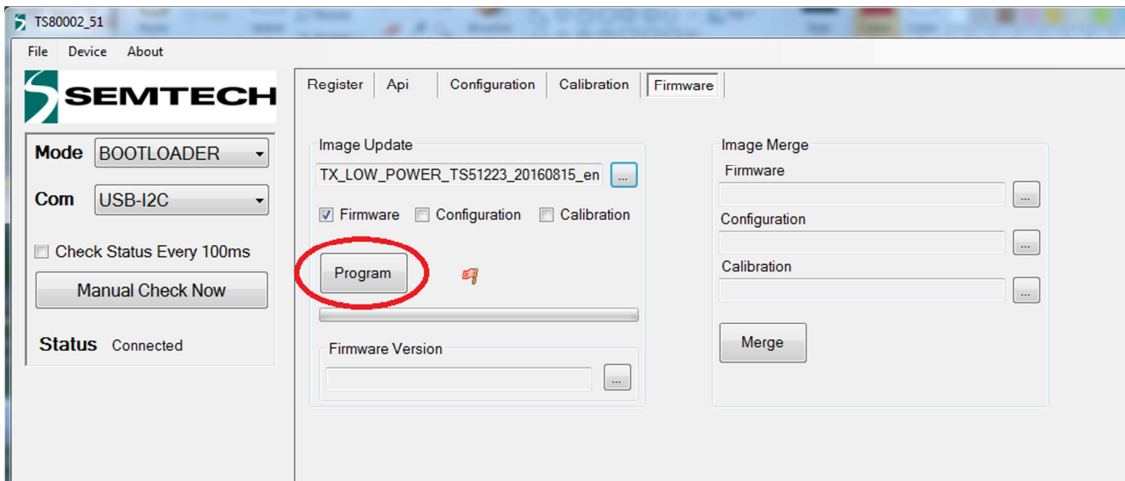 TS80002_51
File Device About
SEMTECH
Mode BOOTLOADER
Com USB-I2C
Check Status Every 100ms
Manual Check Now
Status Connected
Register Api Configuration Calibration Firmware
Image Update
TX_LOW_POWER_TS51223_20160815_en ...
Firmware Configuration Calibration
Program
Firmware Version
...
Image Merge
Firmware
...
Configuration
...
Calibration
...
Merge